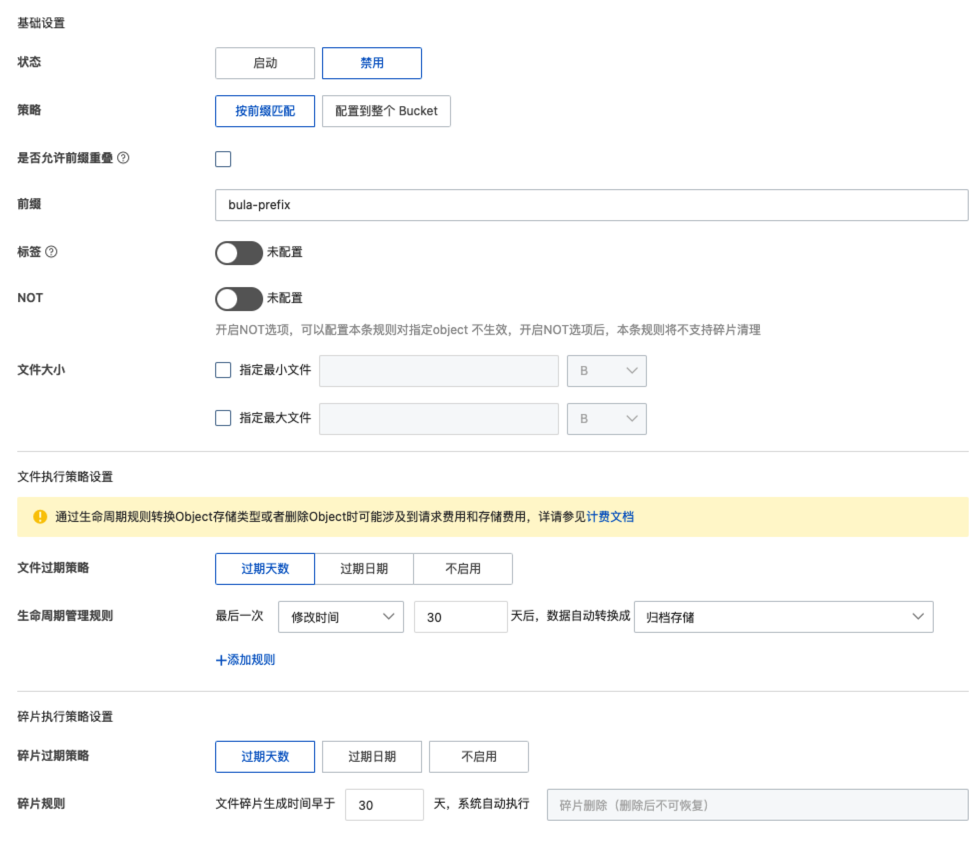 基础设置
状态 启动 禁用
策略 按前缀匹配 配置到整个 Bucket
是否允许前缀重叠 ?
前缀 bula-prefix
标签 ? 未配置
NOT 未配置
开启NOT选项，可以配置本条规则对指定object 不生效，开启NOT选项后，本条规则将不支持碎片清理
文件大小 指定最小文件 B
指定最大文件 B
文件执行策略设置
通过生命周期规则转换Object存储类型或者删除Object时可能涉及到请求费用和存储费用，详请参见计费文档
文件过期策略 过期天数 过期日期 不启用
生命周期管理规则 最后一次 修改时间 30 天后，数据自动转换成 归档存储
+添加规则
碎片执行策略设置
碎片过期策略 过期天数 过期日期 不启用
碎片规则 文件碎片生成时间早于 30 天，系统自动执行 碎片删除（删除后不可恢复）